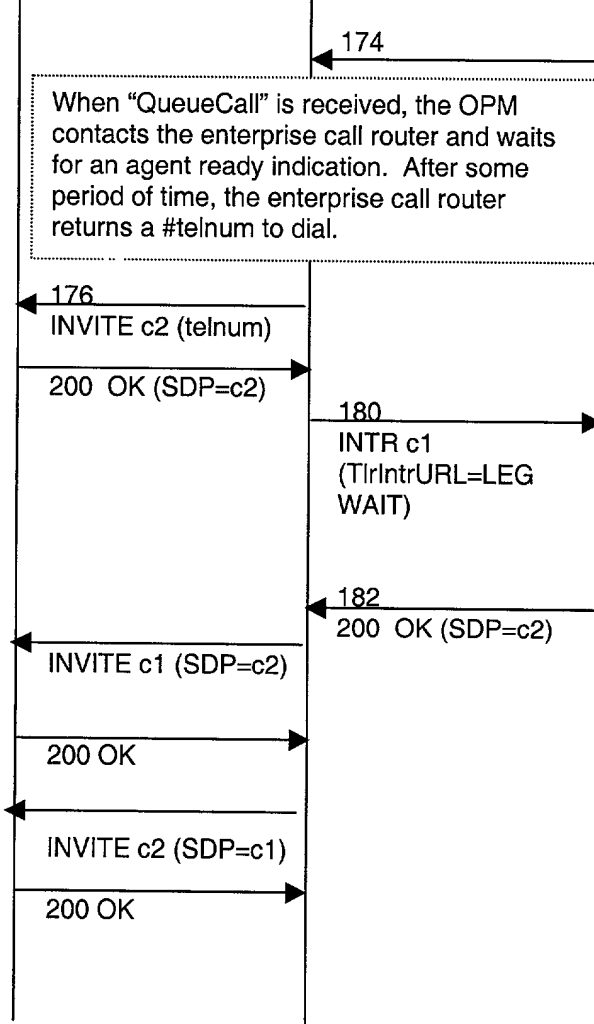 174
When “QueueCall” is received, the OPM
contacts the enterprise call router and waits
for an agent ready indication. After some
period of time, the enterprise call router
returns a #telnum to dial.
176
INVITE c2 (telnum)
200 OK (SDP=c2)
180
INTR c1
(TlrIntrURL=LEG
WAIT)
182
200 OK (SDP=c2)
INVITE c1 (SDP=c2)
200 OK
INVITE c2 (SDP=c1)
200 OK